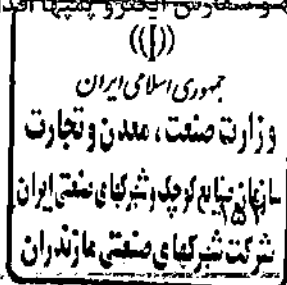 جمهوری اسلامی ایران
وزارت صنعت، معدن و تجارت
سازمان صنایع کوچک و شهرکهای صنعتی ایران
شرکت شهرکهای صنعتی مازندران